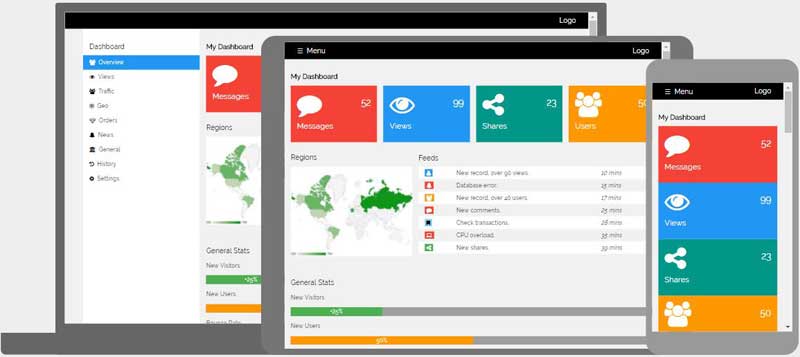 Logo
Dashboard
Overview
Views
Traffic
Geo
Orders
News
General
History
Settings
My Dashboard
Messages
Regions
General Stats
New Visitors
+25%
New Users
Bounce Rate
☰ Menu
Logo
My Dashboard
52
Messages
99
Views
23
Shares
50
Users
Regions
Feeds
New record, over 90 views. 10 mins
Database error. 15 mins
New record, over 40 users. 17 mins
New comments. 25 mins
Check transactions. 28 mins
CPU overload. 35 mins
New shares. 39 mins
General Stats
New Visitors
+25%
New Users
50%
☰ Menu
Logo
My Dashboard
52
Messages
99
Views
23
Shares
50
Users